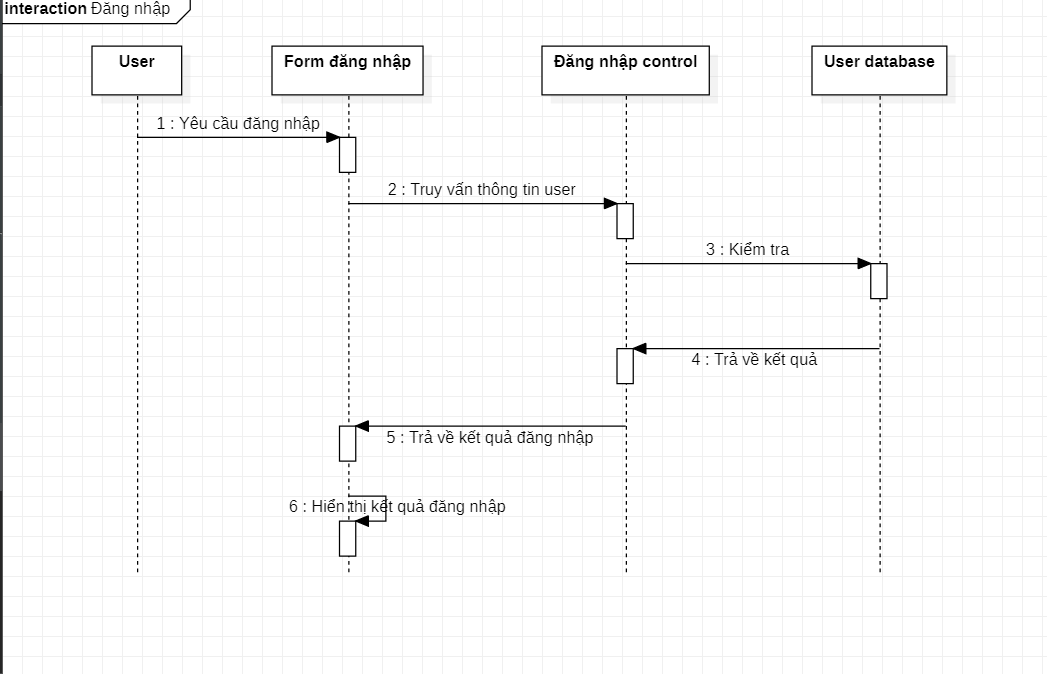 interaction Đăng nhập
User
Form đăng nhập
Đăng nhập control
User database
1 : Yêu cầu đăng nhập
2 : Truy vấn thông tin user
3 : Kiểm tra
4 : Trả về kết quả
5 : Trả về kết quả đăng nhập
6 : Hiển thị kết quả đăng nhập